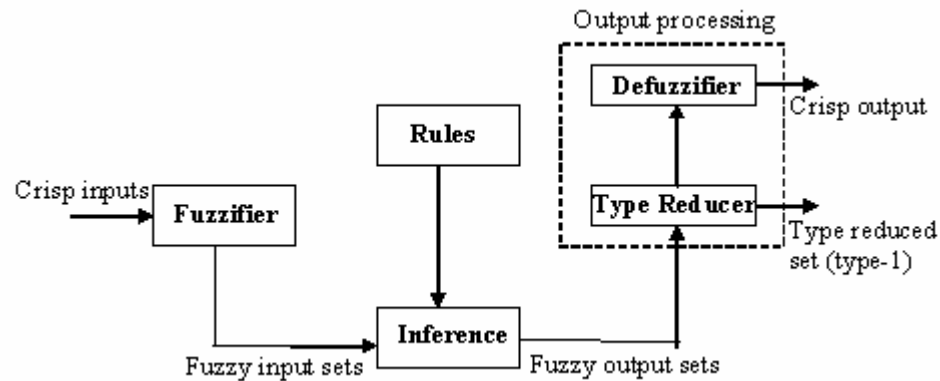 Output processing
Defuzzifier
Crisp output
Rules
Crisp inputs
Fuzzifier
Type Reducer
Type reduced
set (type-1)
Inference
Fuzzy input sets
Fuzzy output sets